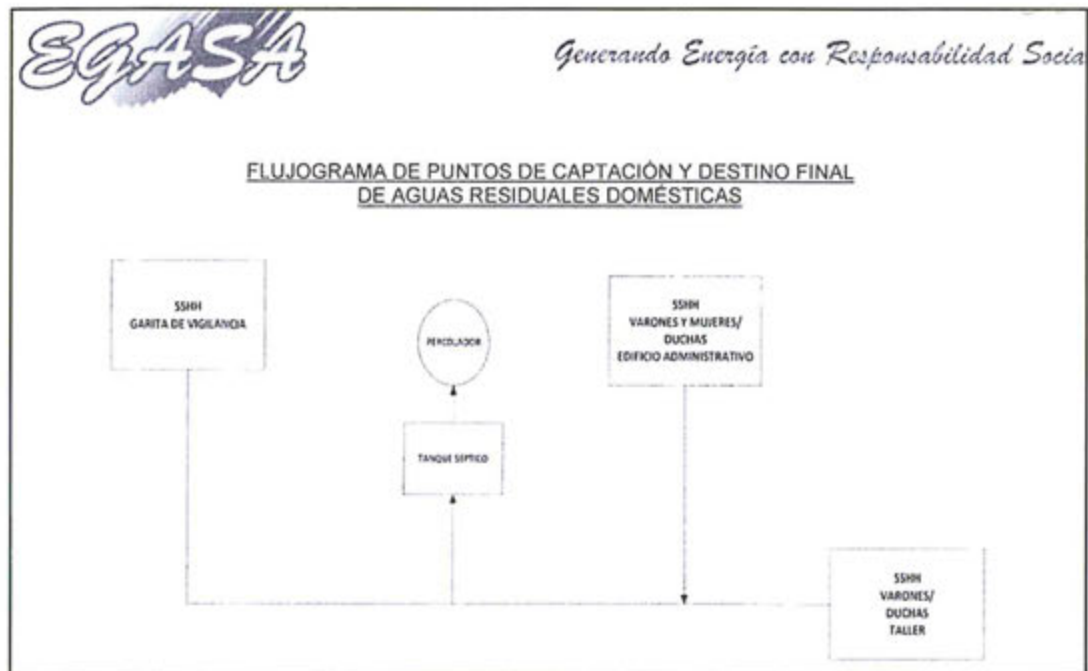 EGASA
Generando Energía con Responsabilidad Socia
FLUJOGRAMA DE PUNTOS DE CAPTACIÓN Y DESTINO FINAL
DE AGUAS RESIDUALES DOMÉSTICAS
SSHH
GARITA DE VIGILANCIA
PERCOLADOR
SSHH
VARONES Y MUJERES/
DUCHAS
EDIFICIO ADMINISTRATIVO
TANQUE SEPTICO
SSHH
VARONES/
DUCHAS
TALLER